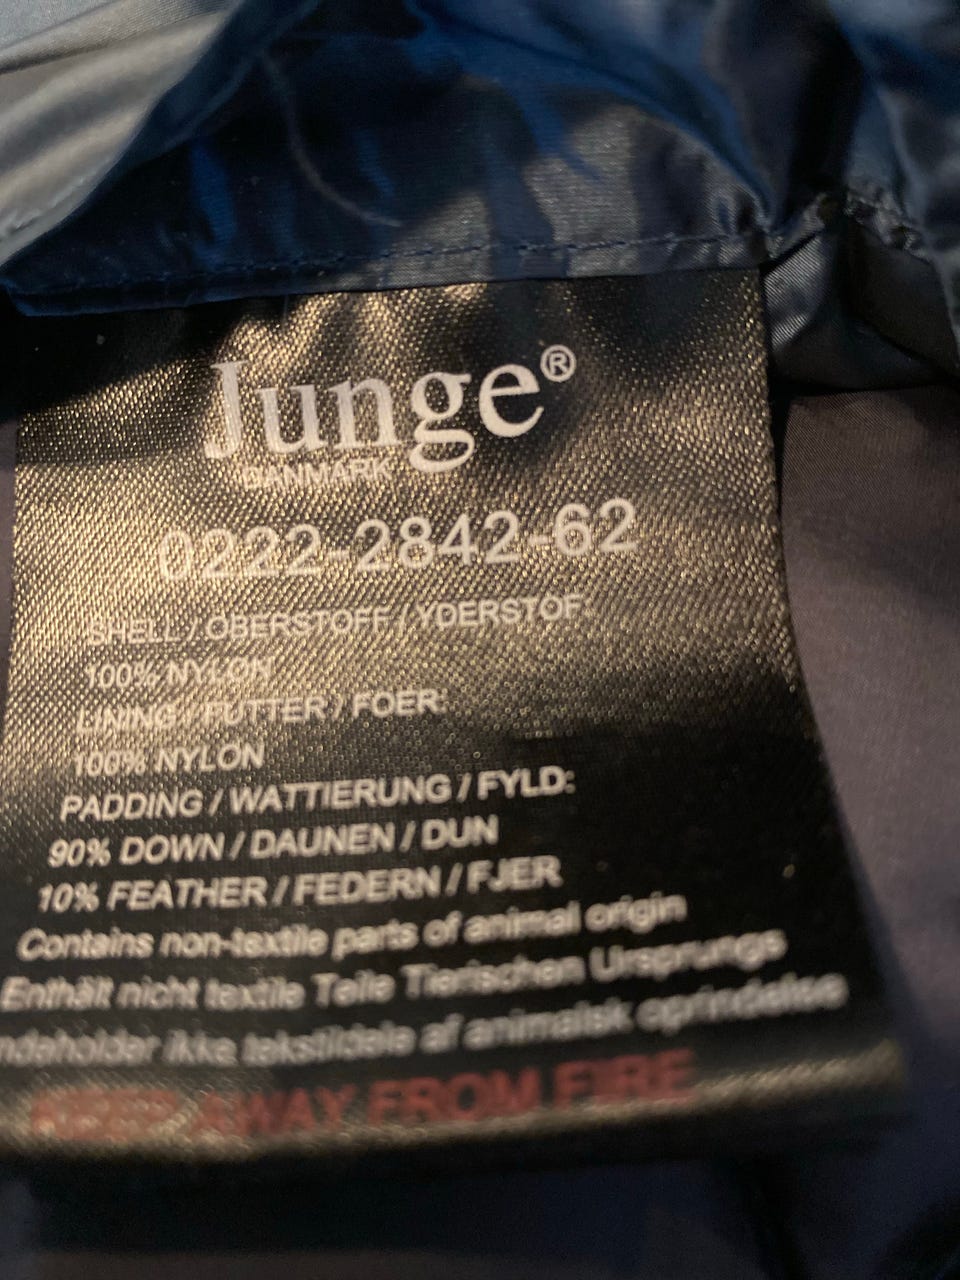 Junge®
DANMARK
0222-2842-62
SHELL / OBERSTOFF / YDERSTOF:
100% NYLON
LINING / FUTTER / FOER:
100% NYLON
PADDING / WATTIERUNG / FYLD:
90% DOWN / DAUNEN / DUN
10% FEATHER / FEDERN / FJER
Contains non-textile parts of animal origin
Enthält nicht textile Teile Tierischen Ursprungs
ndeholder ikke tekstildele af animalsk oprindelse
KEEP AWAY FROM FIRE